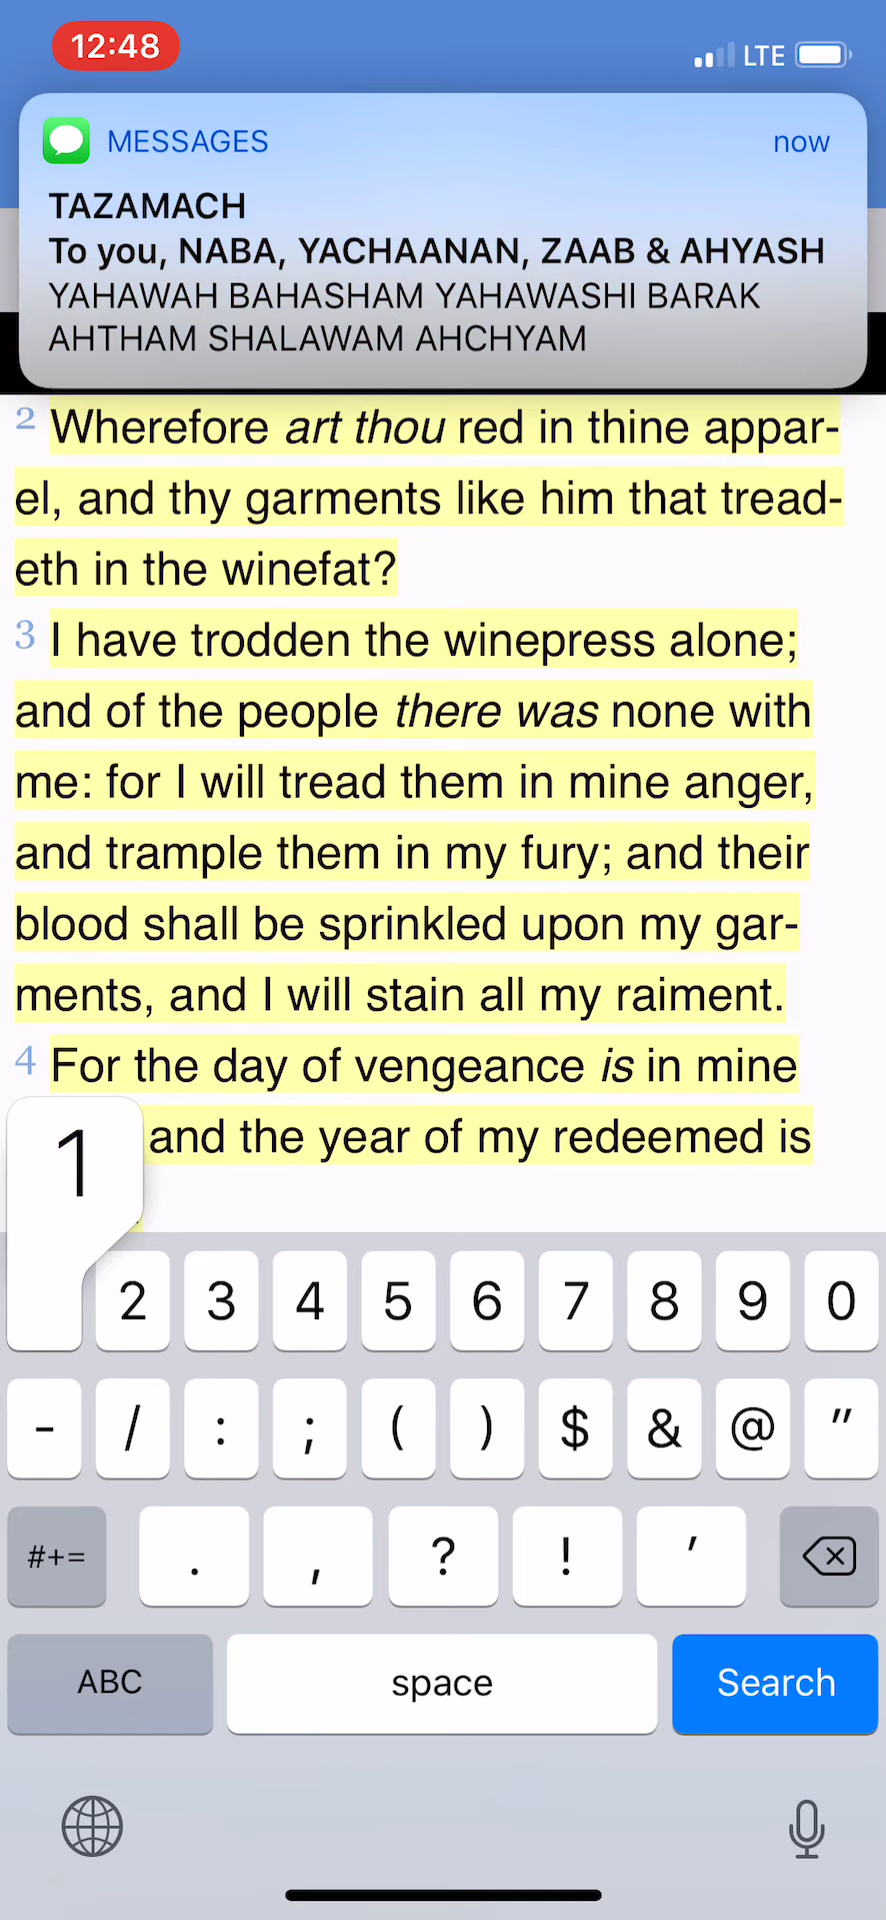 12:48
LTE
MESSAGES now
TAZAMACH
To you, NABA, YACHAANAN, ZAAB & AHYASH
YAHAWAH BAHASHAM YAHAWASHI BARAK
AHTHAM SHALAWAM AHCHYAM
2 Wherefore art thou red in thine appar-
el, and thy garments like him that tread-
eth in the winefat?
3 I have trodden the winepress alone;
and of the people there was none with
me: for I will tread them in mine anger,
and trample them in my fury; and their
blood shall be sprinkled upon my gar-
ments, and I will stain all my raiment.
4 For the day of vengeance is in mine
and the year of my redeemed is
1
2 3 4 5 6 7 8 9 0
- / : ; ( ) $ & @ "
#+= . , ? ! '
ABC space Search